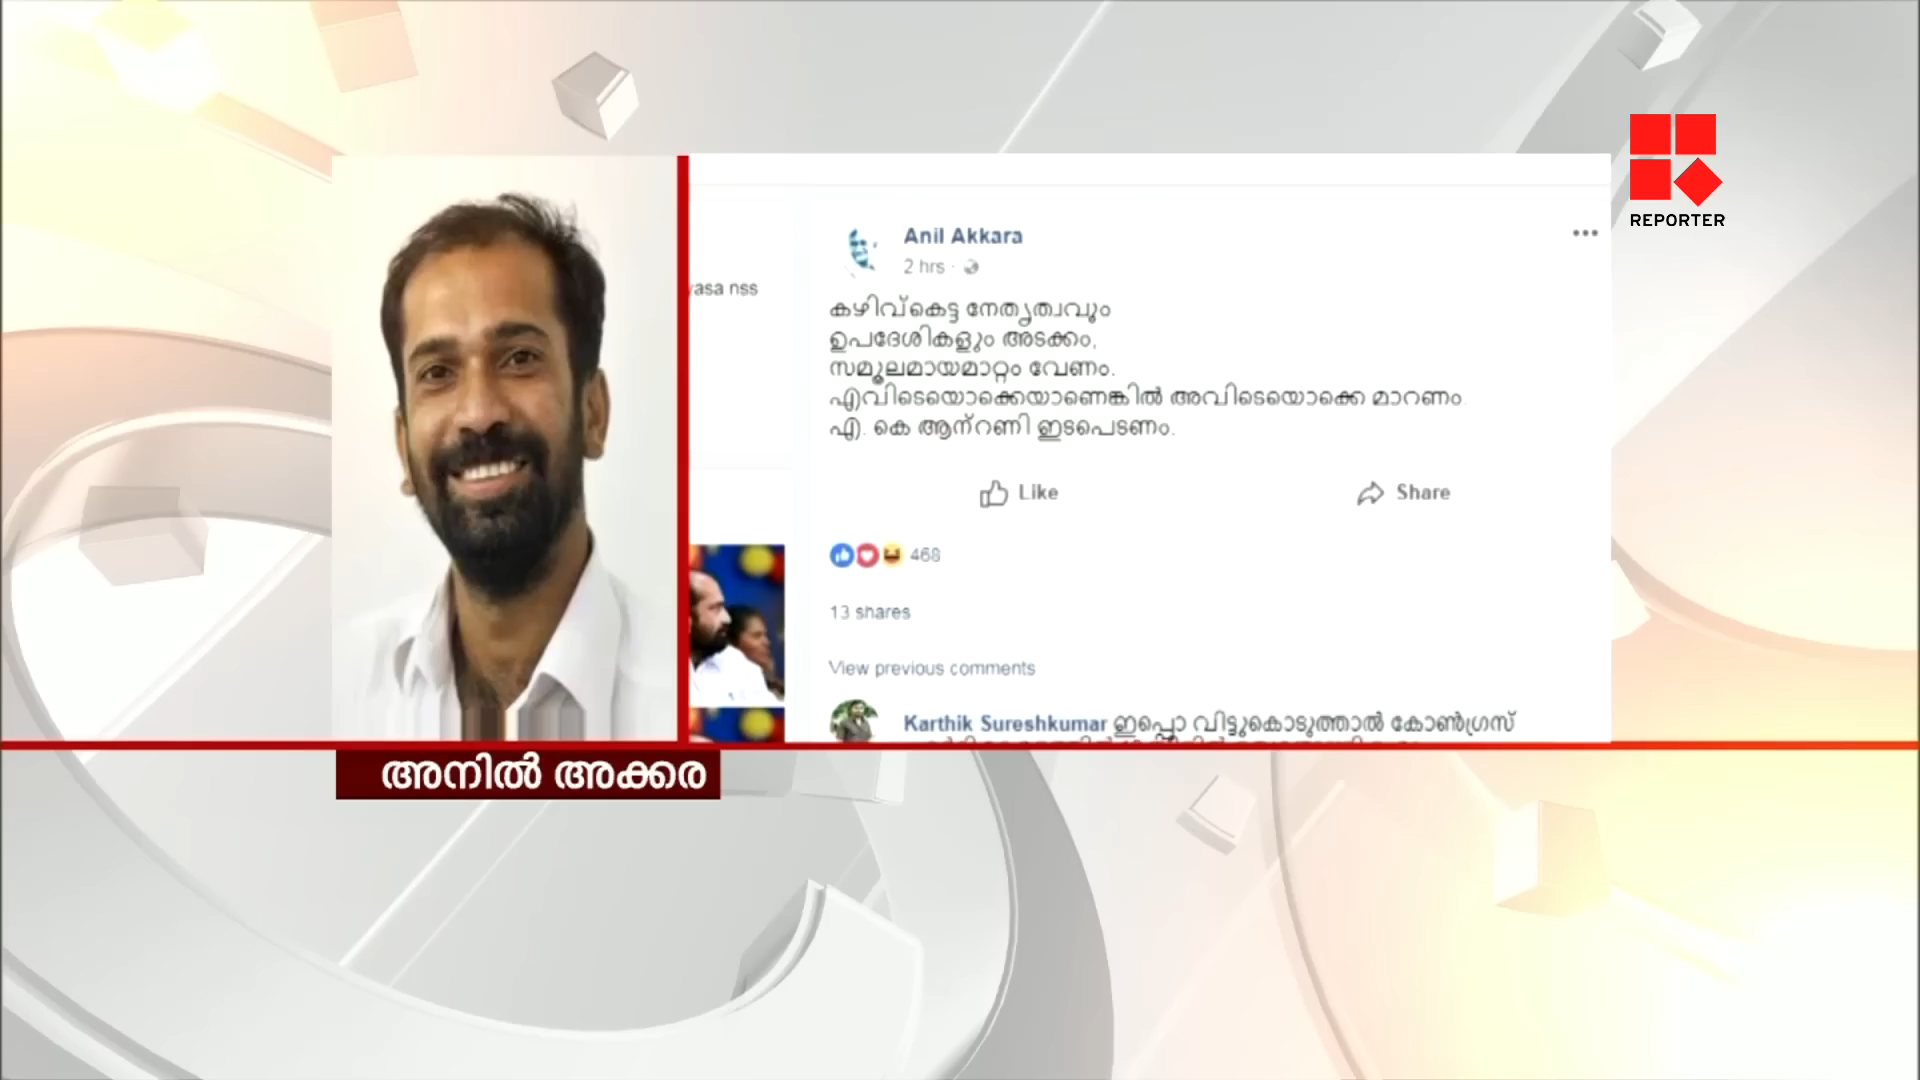 REPORTER
Anil Akkara
2 hrs ·
yasa nss
കഴിവ്കെട്ട നേതൃത്വവും
ഉപദേശികളും അടക്കം,
സമൂലമായമാറ്റം വേണം.
എവിടെയൊക്കെയാണെങ്കിൽ അവിടെയൊക്കെ മാറണം.
എ. കെ ആന്റണി ഇടപെടണം.
Like Share
468
13 shares
View previous comments
Karthik Sureshkumar ഇപ്പൊ വിട്ടുകൊടുത്താൽ കോൺഗ്രസ്
അനിൽ അക്കര